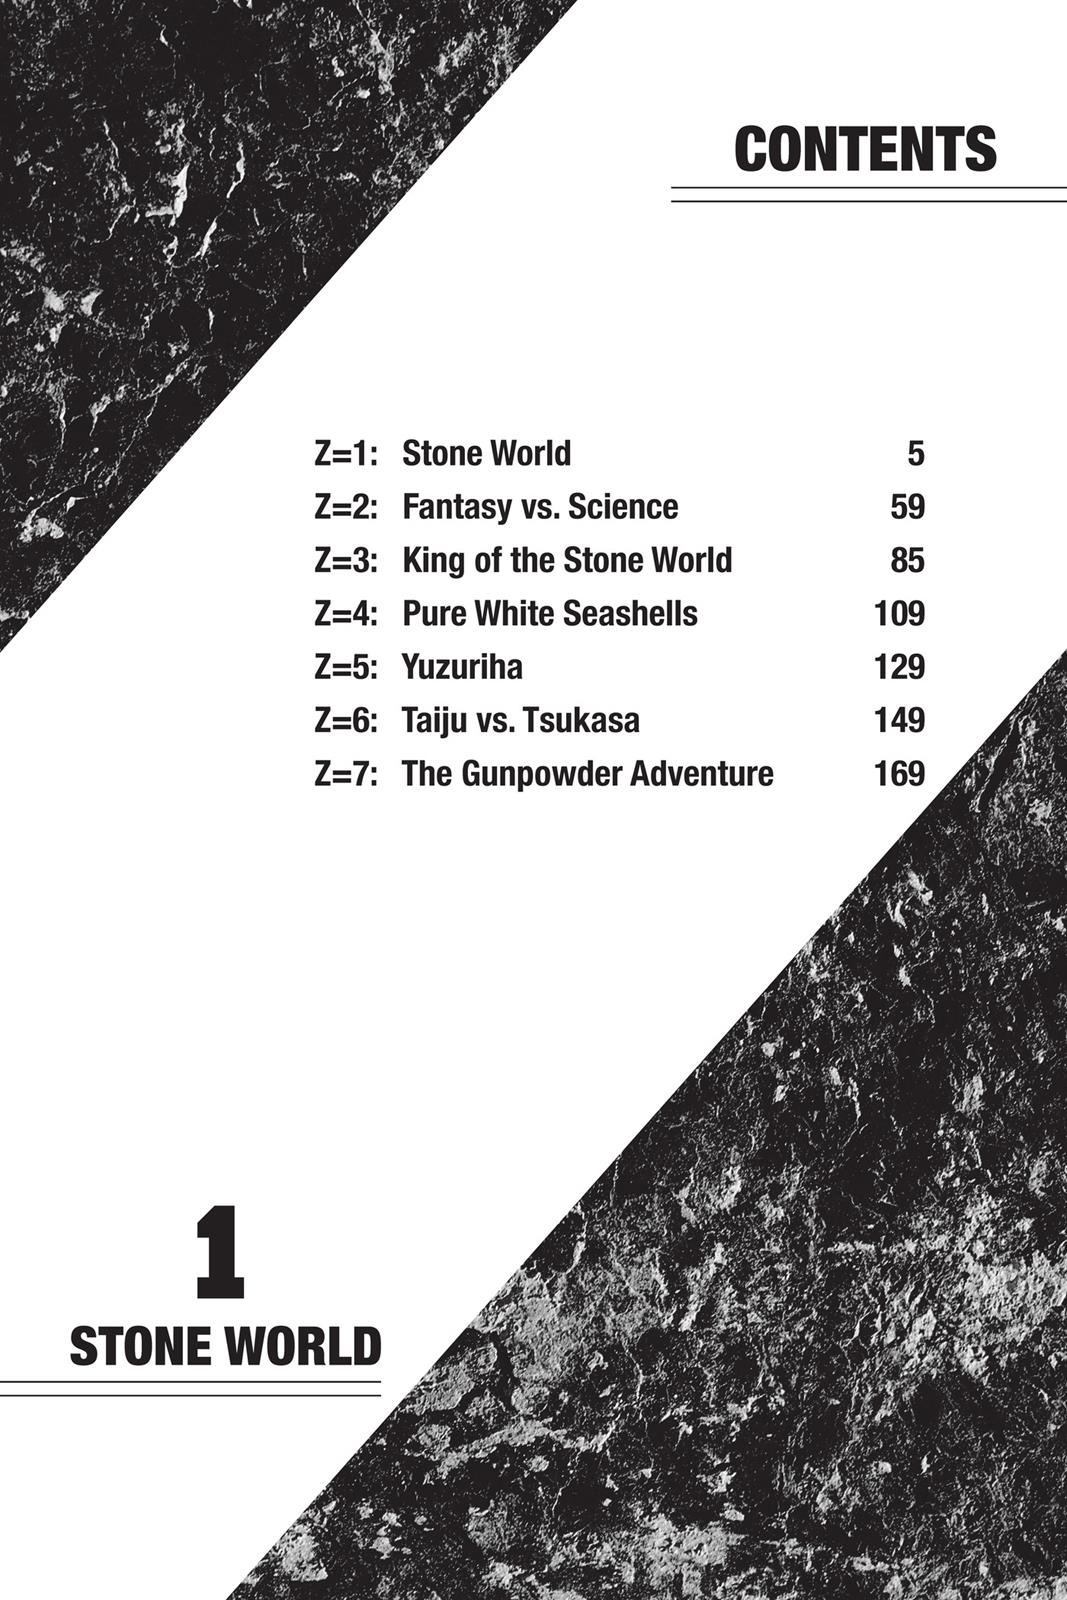 CONTENTS
Z=1: Stone World 5
Z=2: Fantasy vs. Science 59
Z=3: King of the Stone World 85
Z=4: Pure White Seashells 109
Z=5: Yuzuriha 129
Z=6: Taiju vs. Tsukasa 149
Z=7: The Gunpowder Adventure 169
1
STONE WORLD